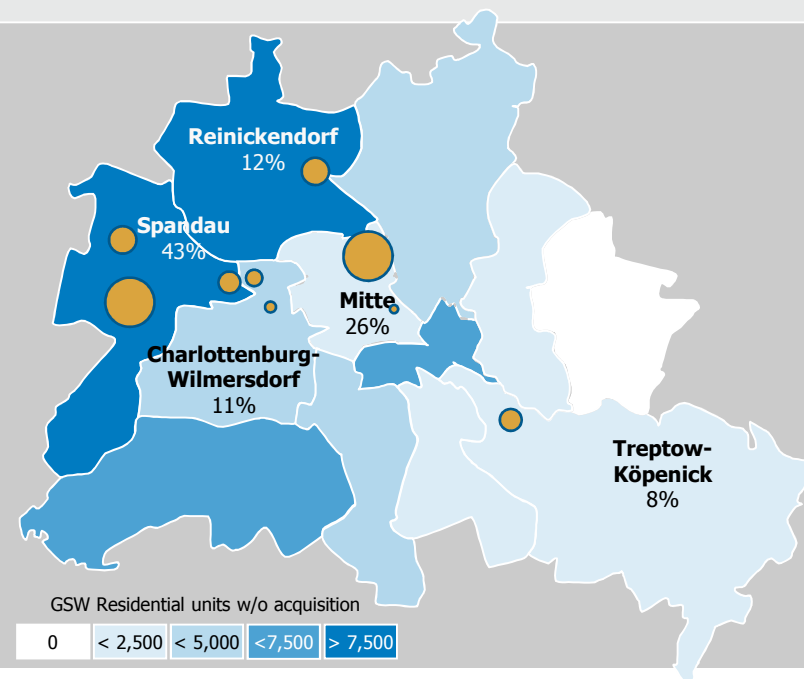 Reinickendorf
12%
Spandau
43%
Mitte
26%
Charlottenburg-
Wilmersdorf
11%
Treptow-
Köpenick
8%
GSW Residential units w/o acquisition
0
< 2,500
< 5,000
<7,500
> 7,500